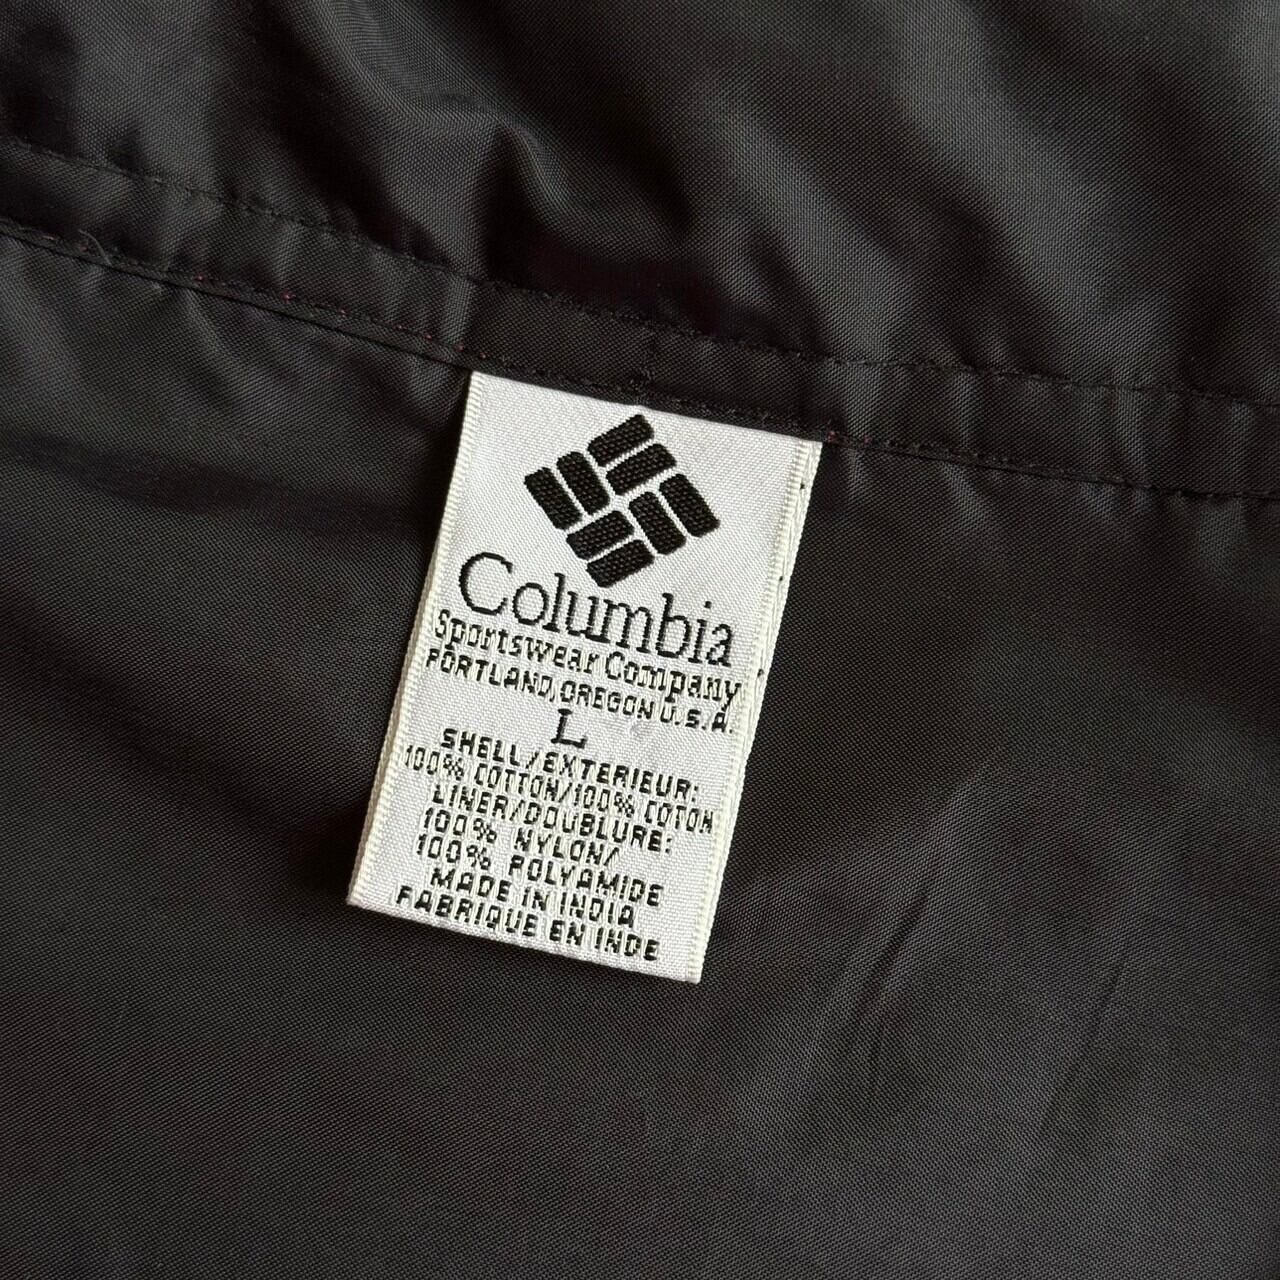 Columbia
Sportswear Company
PORTLAND, OREGON U.S.A.
L
SHELL/EXTERIEUR:
100% COTTON/100% COTON
LINER/DOUBLURE:
100% NYLON/
100% POLYAMIDE
MADE IN INDIA
FABRIQUE EN INDE